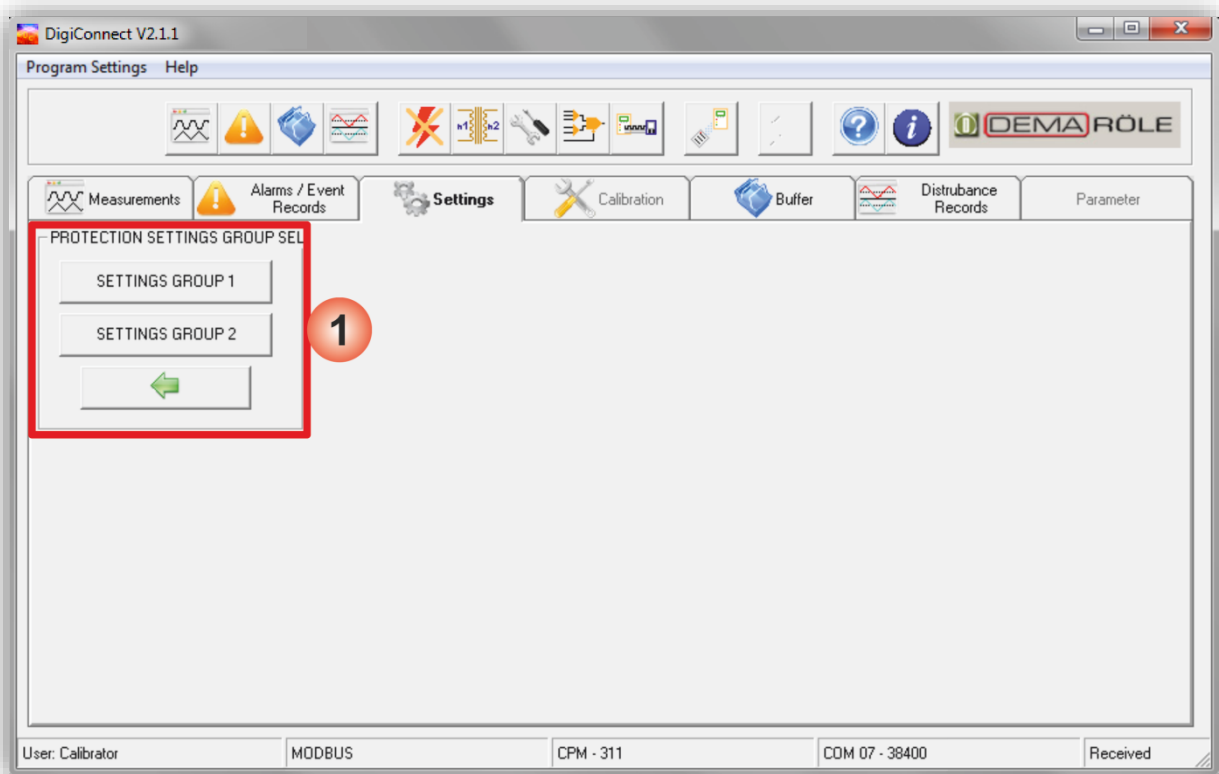 DigiConnect V2.1.1
Program Settings Help
n1 n2
DEMA RÖLE
Measurements
Alarms / Event
Records
Settings
Calibration
Buffer
Distrubance
Records
Parameter
PROTECTION SETTINGS GROUP SEL
SETTINGS GROUP 1
SETTINGS GROUP 2
1
User: Calibrator MODBUS CPM - 311 COM 07 - 38400 Received